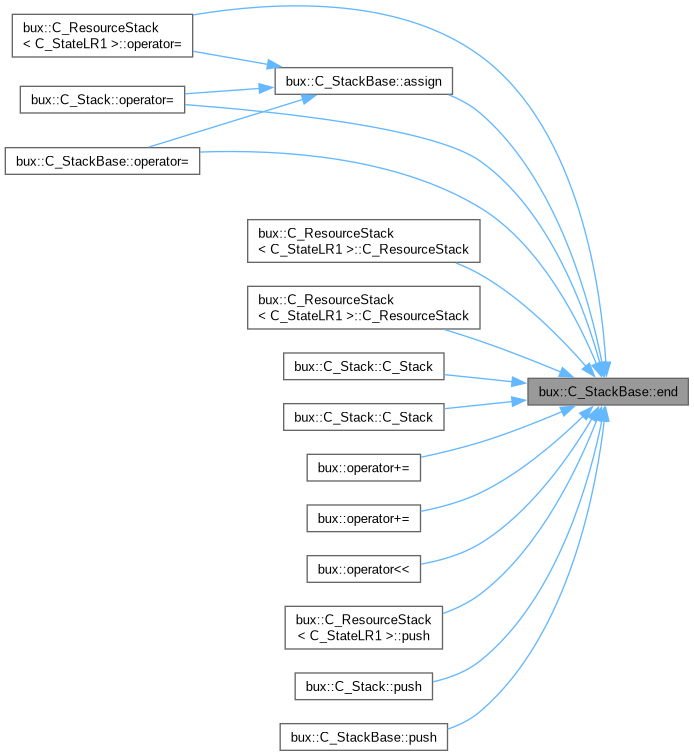 bux::C_ResourceStack
< C_StateLR1 >::operator=
bux::C_StackBase::assign
bux::C_Stack::operator=
bux::C_StackBase::operator=
bux::C_ResourceStack
< C_StateLR1 >::C_ResourceStack
bux::C_ResourceStack
< C_StateLR1 >::C_ResourceStack
bux::C_Stack::C_Stack
bux::C_StackBase::end
bux::C_Stack::C_Stack
bux::operator+=
bux::operator+=
bux::operator<<
bux::C_ResourceStack
< C_StateLR1 >::push
bux::C_Stack::push
bux::C_StackBase::push